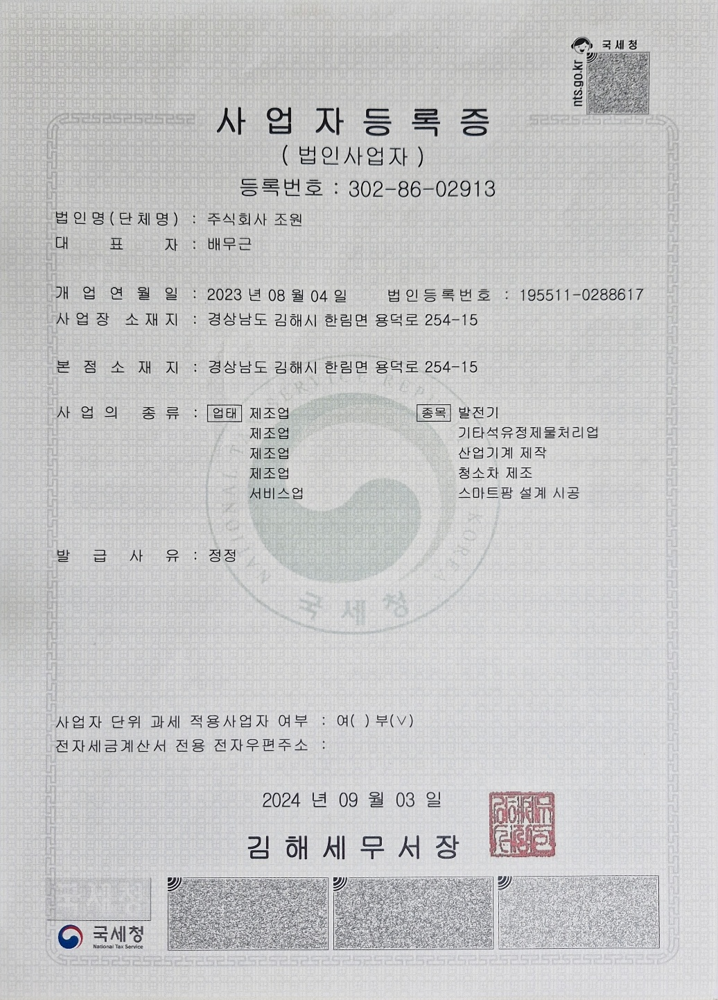 국세청
nts.go.kr
사업자등록증
( 법인사업자 )
등록번호 : 302-86-02913
법인명(단체명) : 주식회사 조원
대 표 자 : 배무근
개 업 연 월 일 : 2023 년 08 월 04 일 법인등록번호 : 195511-0288617
사업장 소재지 : 경상남도 김해시 한림면 용덕로 254-15
본 점 소 재 지 : 경상남도 김해시 한림면 용덕로 254-15
사 업 의 종 류 : 업태 제조업 종목 발전기
제조업 기타석유정제물처리업
제조업 산업기계 제작
제조업 청소차 제조
서비스업 스마트팜 설계 시공
발 급 사 유 : 정정
국세청
사업자 단위 과세 적용사업자 여부 : 여( ) 부(∨)
전자세금계산서 전용 전자우편주소 :
2024 년 09 월 03 일
김해세무서장
국세청
국세청
National Tax Service